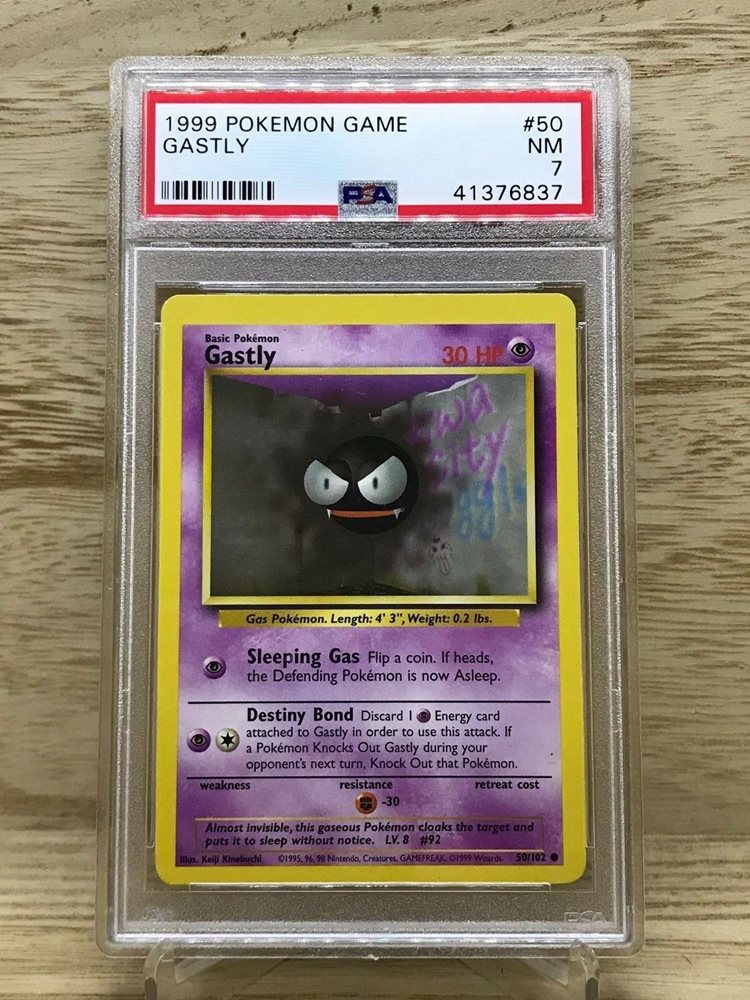 1999 POKEMON GAME #50
GASTLY NM
7
PSA 41376837
Basic Pokémon
Gastly 30 HP
Gas Pokémon. Length: 4' 3", Weight: 0.2 lbs.
Sleeping Gas Flip a coin. If heads,
the Defending Pokémon is now Asleep.
Destiny Bond Discard 1 Energy card
attached to Gastly in order to use this attack. If
a Pokémon Knocks Out Gastly during your
opponent's next turn, Knock Out that Pokémon.
weakness resistance retreat cost
-30
Almost invisible, this gaseous Pokémon cloaks the target and
puts it to sleep without notice. LV. 8 #92
Illus. Keiji Kinebuchi ©1995, 96, 98 Nintendo, Creatures, GAMEFREAK. ©1999 Wizards. 50/102
PSA